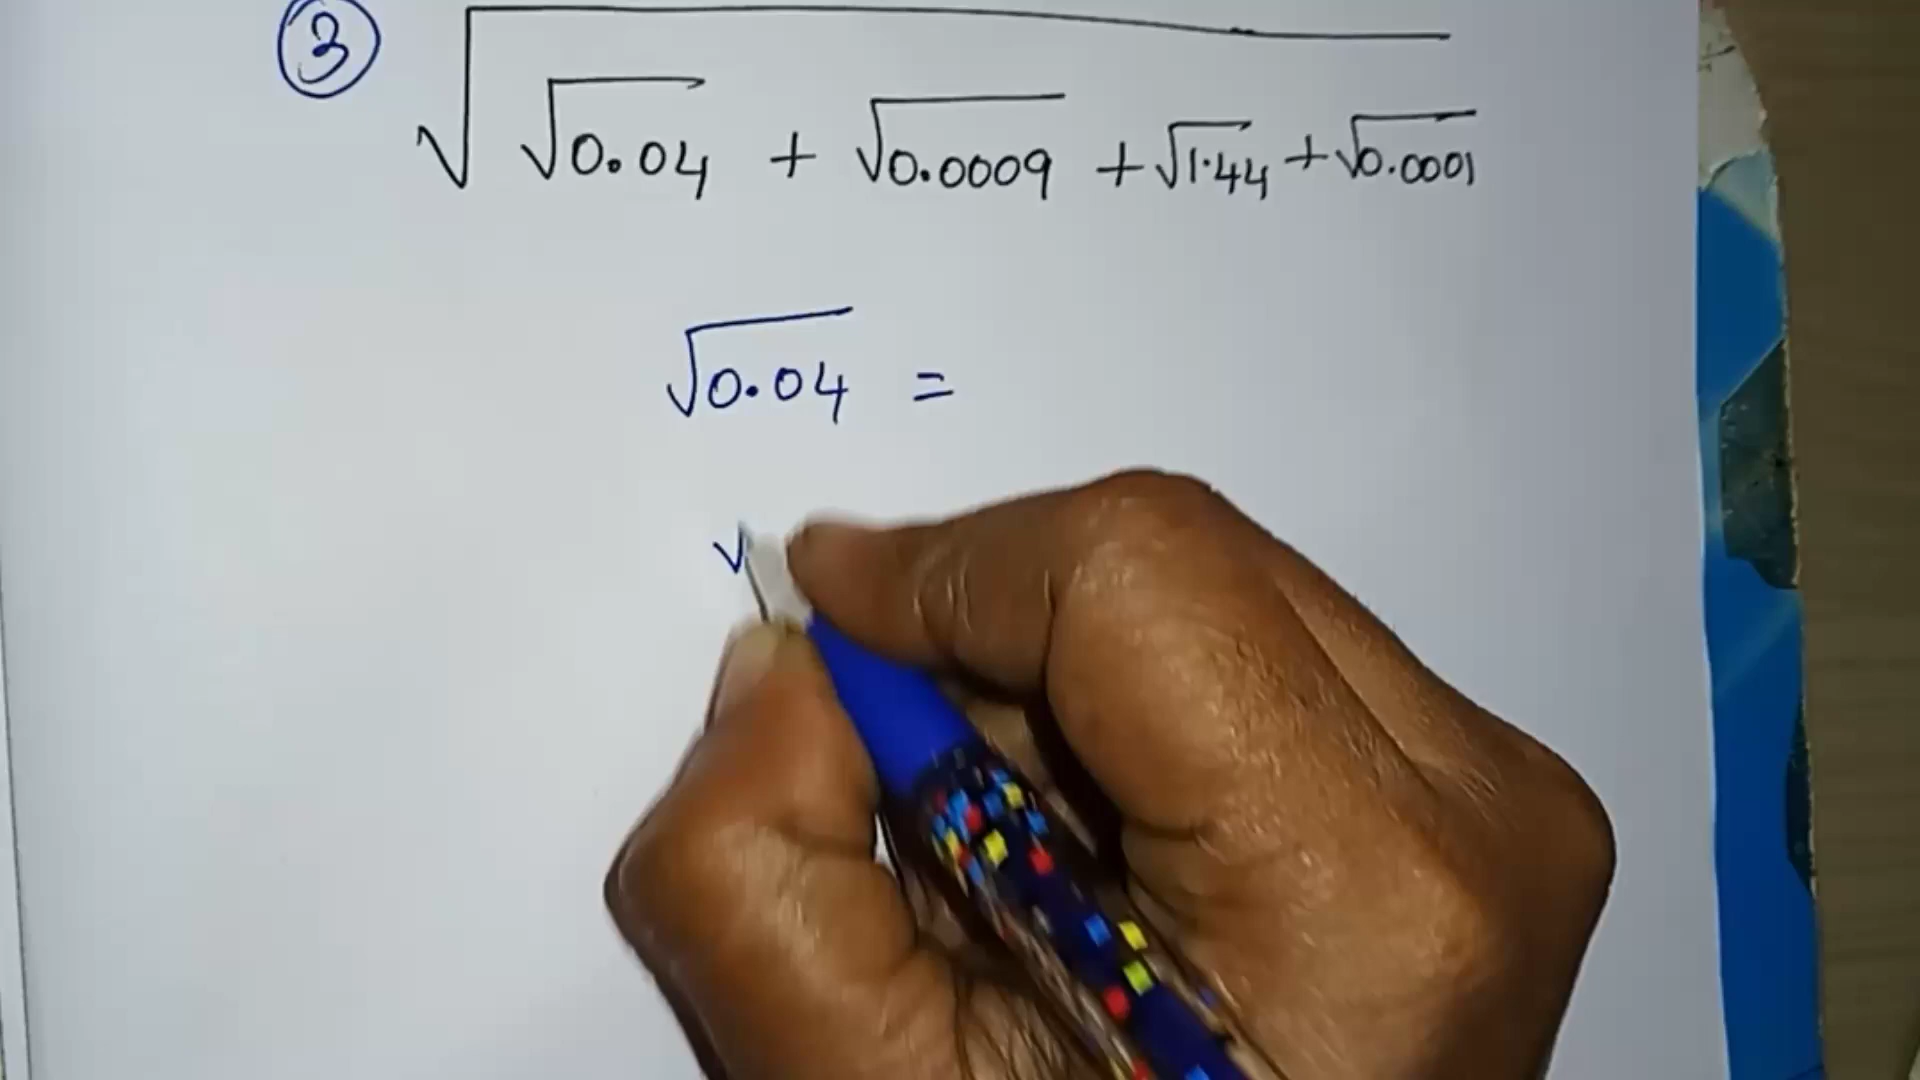 3 √(√0.04 + √0.0009 + √1.44 + √0.0001)
√0.04 =
√